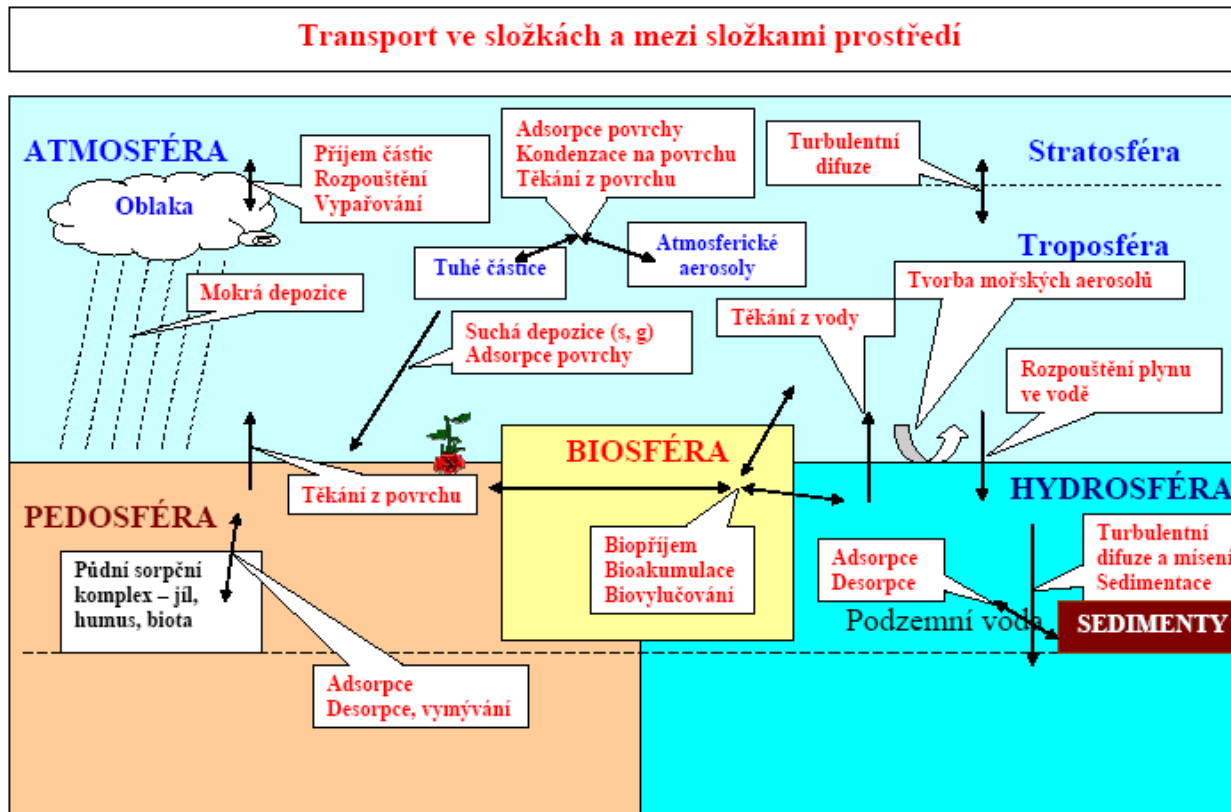 Transport ve složkách a mezi složkami prostředí
ATMOSFÉRA
Příjem částic
Rozpouštění
Vypařování
Oblaka
Adsorpce povrchy
Kondenzace na povrchu
Těkání z povrchu
Turbulentní
difuze
Stratosféra
Troposféra
Tuhé částice
Atmosferické
aerosoly
Mokrá depozice
Tvorba mořských aerosolů
Těkání z vody
Suchá depozice (s, g)
Adsorpce povrchy
Rozpouštění plynu
ve vodě
BIOSFÉRA
Těkání z povrchu
PEDOSFÉRA
HYDROSFÉRA
Půdní sorpční
komplex – jíl,
humus, biota
Biopříjem
Bioakumulace
Biovylučování
Adsorpce
Desorpce
Turbulentní
difuze a mísení
Sedimentace
Podzemní voda
SEDIMENTY
Adsorpce
Desorpce, vymývání